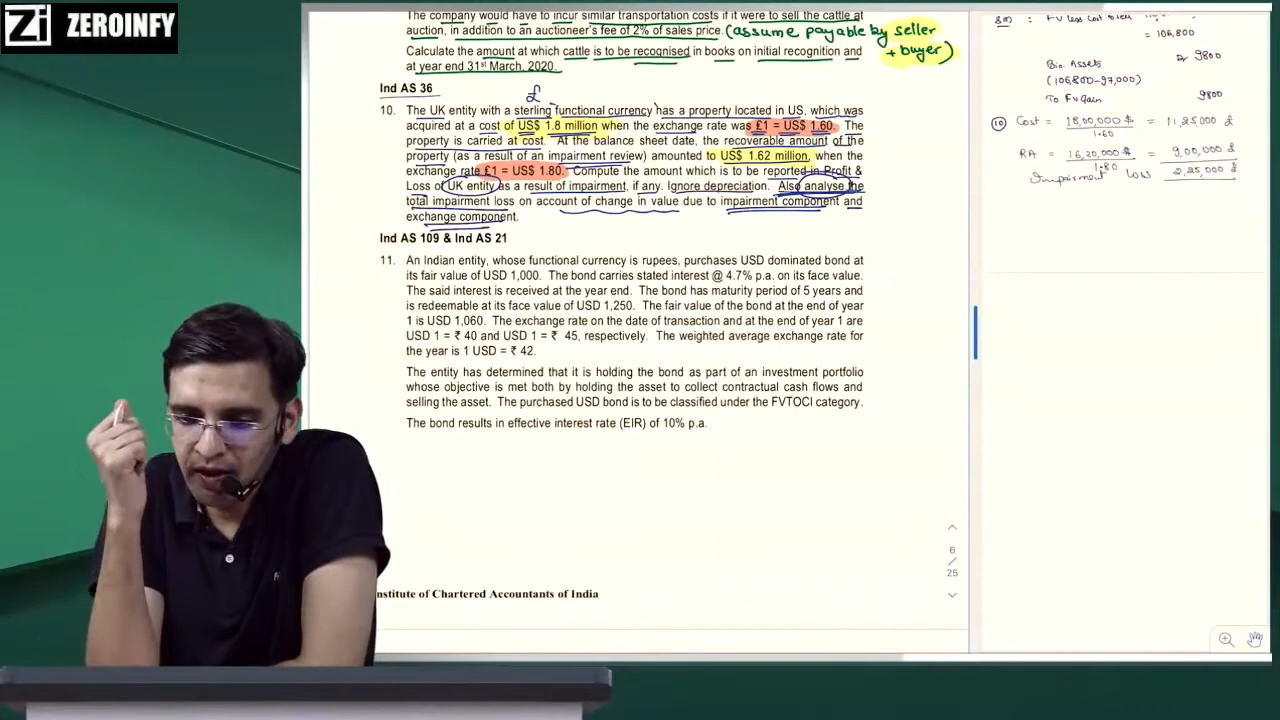 Zi ZEROINFY
The company would have to incur similar transportation costs if it were to sell the cattle at
auction, in addition to an auctioneer's fee of 2% of sales price. (assume payable by seller
+ buyer)
Calculate the amount at which cattle is to be recognised in books on initial recognition and
at year end 31st March, 2020.
Ind AS 36
£
10. The UK entity with a sterling functional currency has a property located in US, which was
acquired at a cost of US$ 1.8 million when the exchange rate was £1 = US$ 1.60. The
property is carried at cost. At the balance sheet date, the recoverable amount of the
property (as a result of an impairment review) amounted to US$ 1.62 million, when the
exchange rate £1 = US$ 1.80. Compute the amount which is to be reported in Profit &
Loss of UK entity as a result of impairment, if any. Ignore depreciation. Also analyse the
total impairment loss on account of change in value due to impairment component and
exchange component.
Ind AS 109 & Ind AS 21
11. An Indian entity, whose functional currency is rupees, purchases USD dominated bond at
its fair value of USD 1,000. The bond carries stated interest @ 4.7% p.a. on its face value.
The said interest is received at the year end. The bond has maturity period of 5 years and
is redeemable at its face value of USD 1,250. The fair value of the bond at the end of year
1 is USD 1,060. The exchange rate on the date of transaction and at the end of year 1 are
USD 1 = ₹ 40 and USD 1 = ₹ 45, respectively. The weighted average exchange rate for
the year is 1 USD = ₹ 42.
The entity has determined that it is holding the bond as part of an investment portfolio
whose objective is met both by holding the asset to collect contractual cash flows and
selling the asset. The purchased USD bond is to be classified under the FVTOCI category.
The bond results in effective interest rate (EIR) of 10% p.a.
nstitute of Chartered Accountants of India
6
/
25
= 106,800
Bio. Assets 9800
(106,800-97,000)
To FV gain 9800
(10) Cost = 18,00,000 $ = 11,25,000 £
1.60
RA = 16,20,000 $ = 9,00,000 £
1.80
Impairment Loss 2,25,000 £